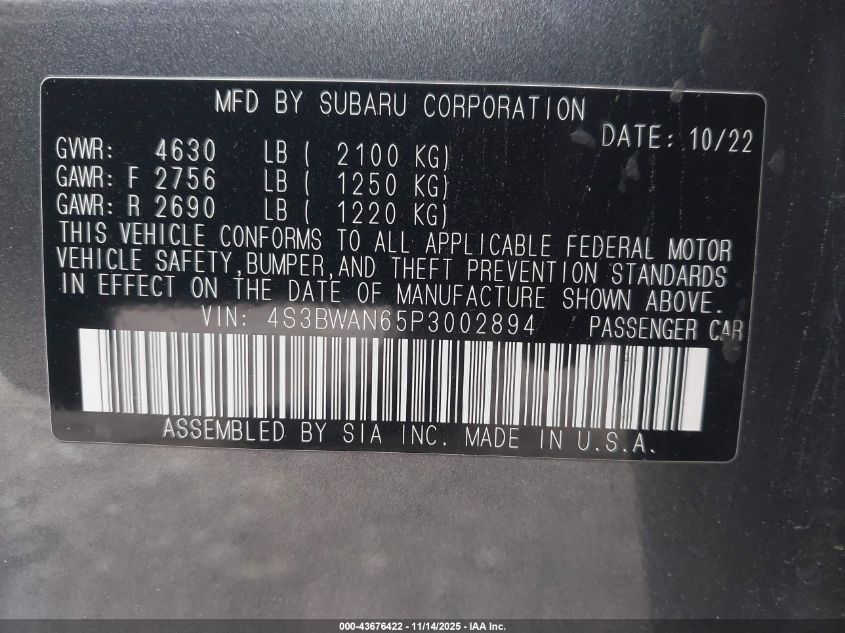 MFD BY SUBARU CORPORATION
DATE: 10/22
GVWR: 4630 LB ( 2100 KG)
GAWR: F 2756 LB ( 1250 KG)
GAWR: R 2690 LB ( 1220 KG)
THIS VEHICLE CONFORMS TO ALL APPLICABLE FEDERAL MOTOR
VEHICLE SAFETY,BUMPER,AND THEFT PREVENTION STANDARDS
IN EFFECT ON THE DATE OF MANUFACTURE SHOWN ABOVE.
VIN: 4S3BWAN65P3002894 PASSENGER CAR
ASSEMBLED BY SIA INC. MADE IN U.S.A.
000-43676422 - 11/14/2025 - IAA Inc.